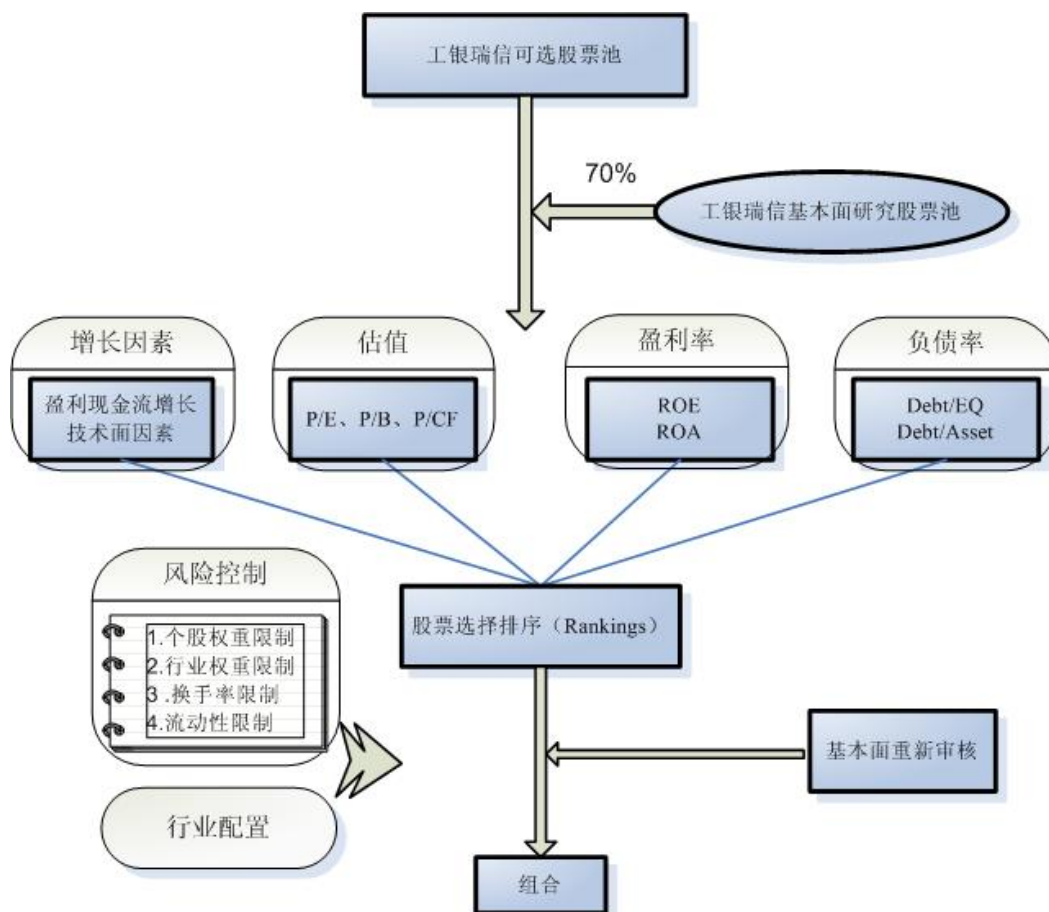 工银瑞信可选股票池
70%
工银瑞信基本面研究股票池
增长因素
盈利现金流增长
技术面因素
估值
P/E、P/B、P/CF
盈利率
ROE
ROA
负债率
Debt/EQ
Debt/Asset
风险控制
1.个股权重限制
2.行业权重限制
3 .换手率限制
4.流动性限制
行业配置
股票选择排序（Rankings）
基本面重新审核
组合